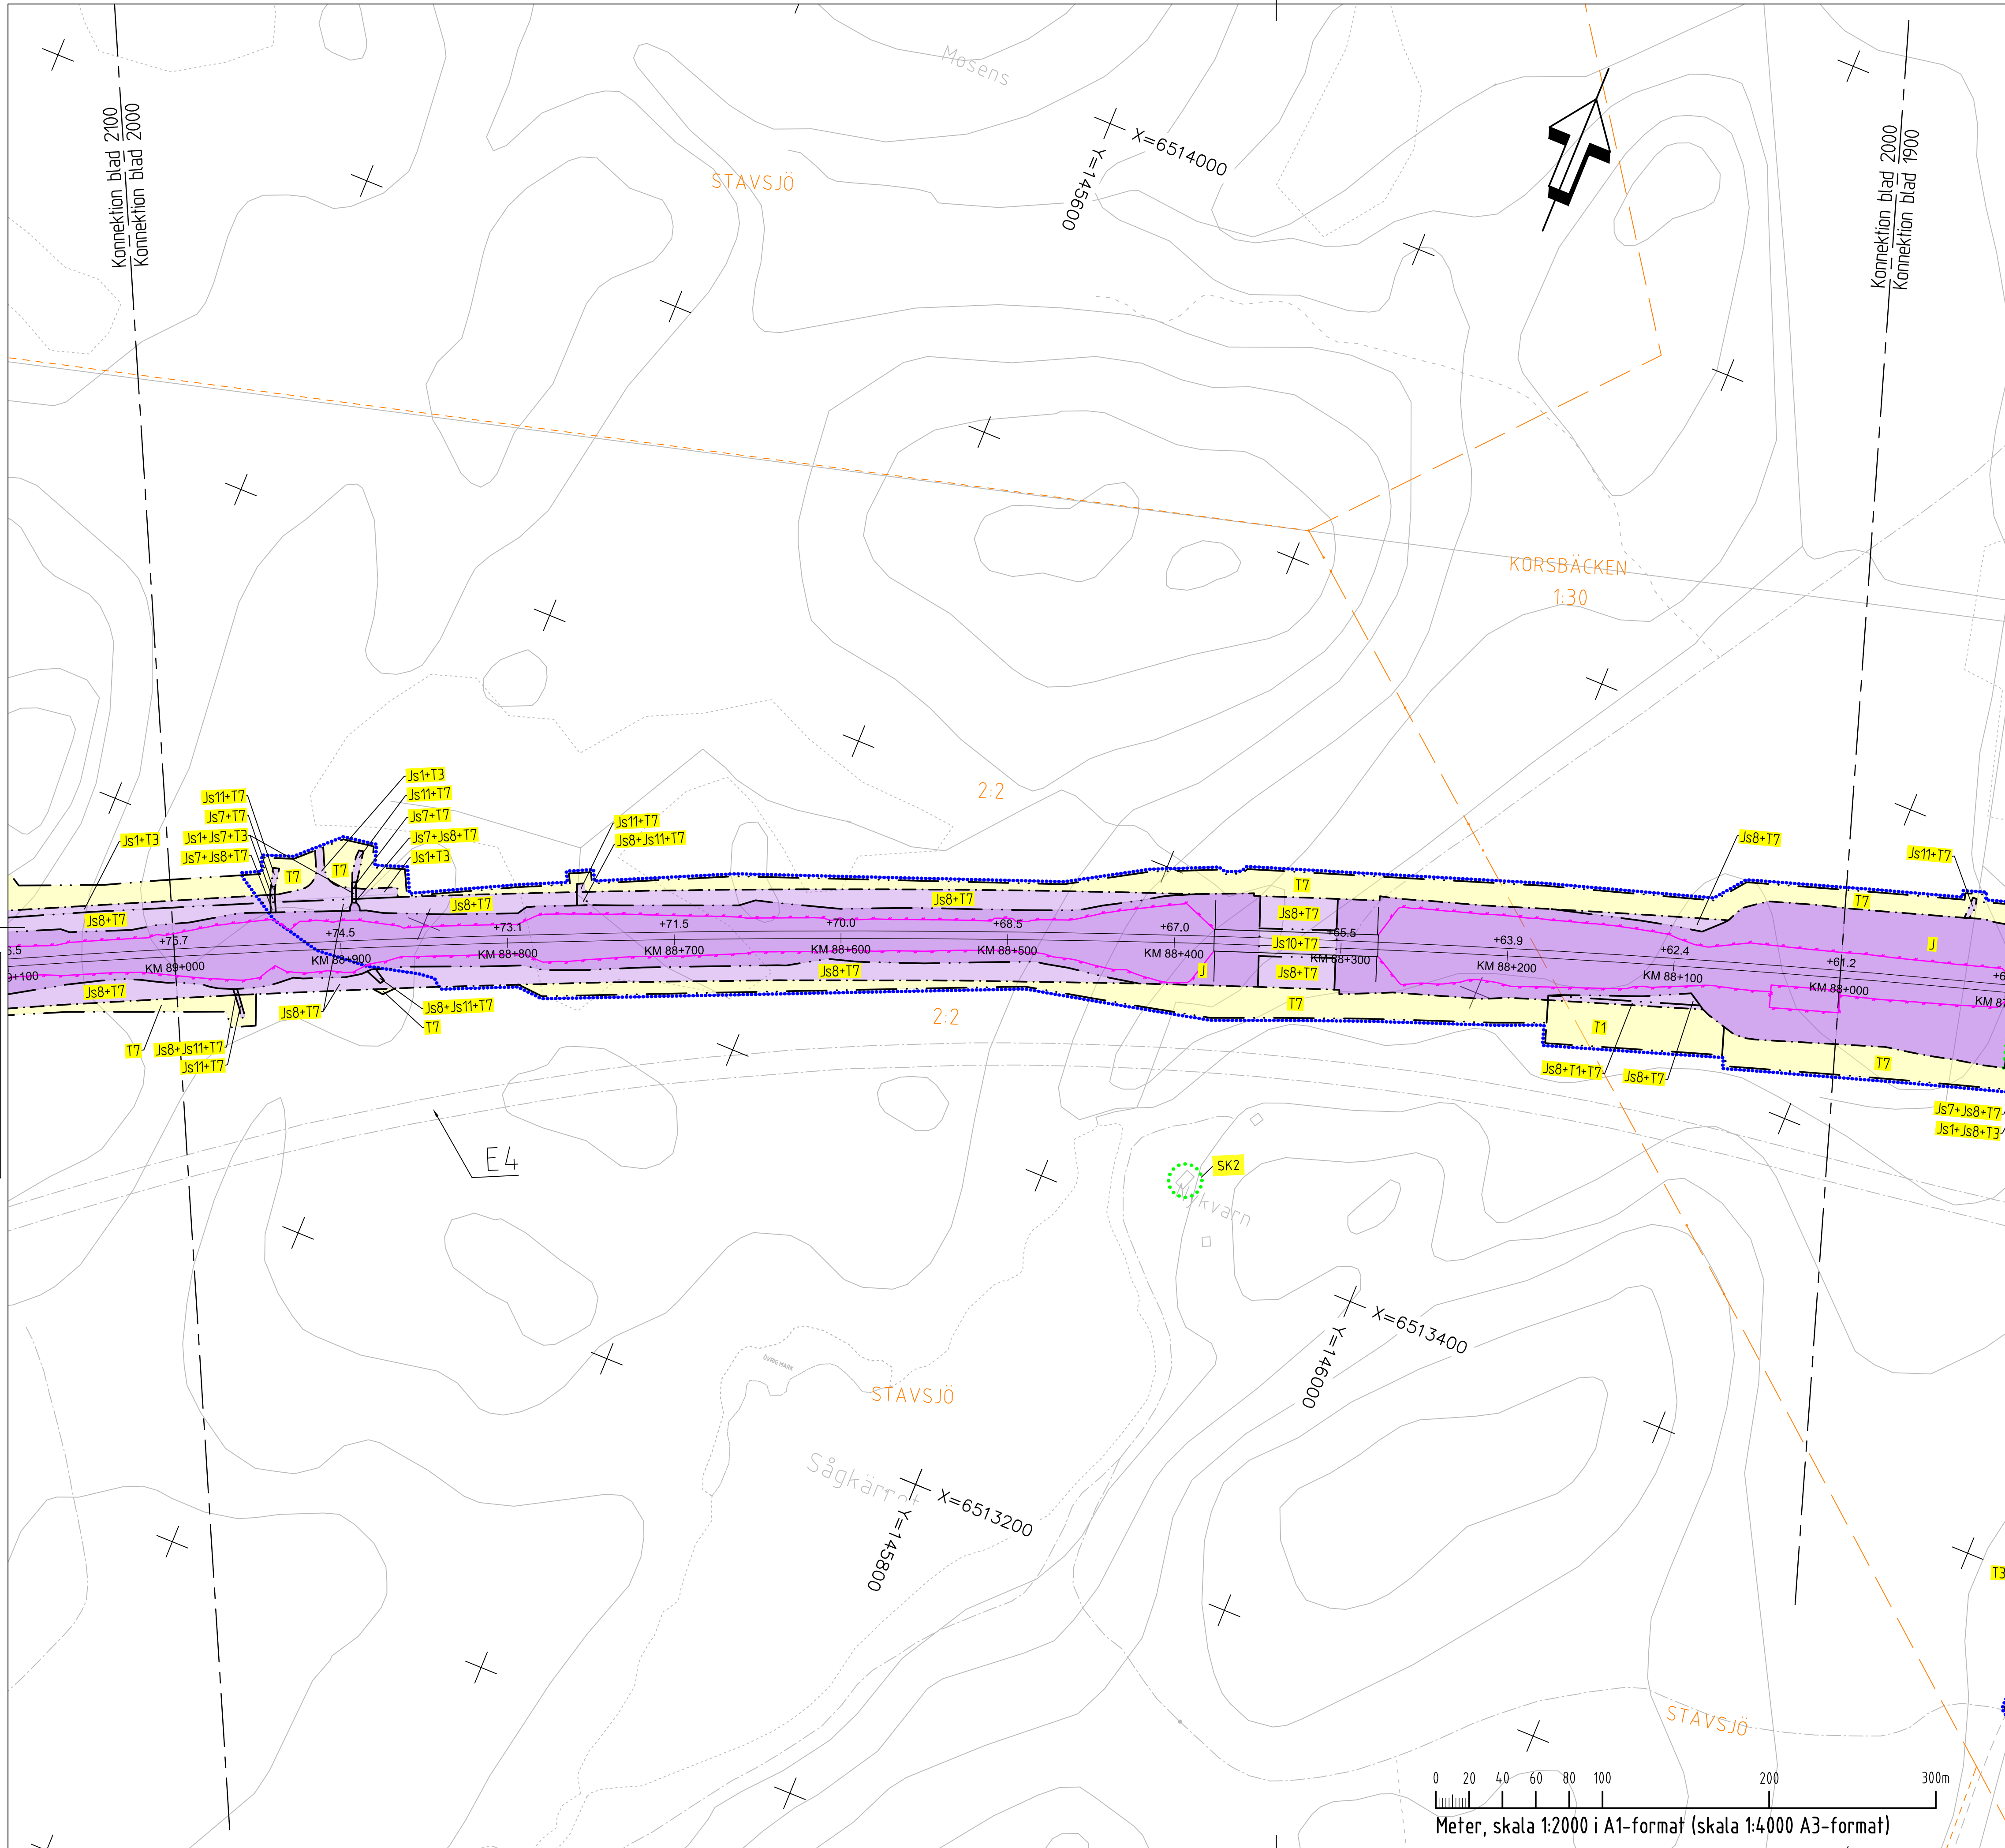 Mosens
Konnektion blad 2100
Konnektion blad 2000
Konnektion blad 2000
Konnektion blad 1900
X=6514000
Y=145600
STAVSJÖ
KORSBÄCKEN
1:30
2:2
Js1+T3
Js11+T7
Js11+T7
Js7+T7
Js7+T7
Js1+Js7+T3
Js7+Js8+T7
Js7+Js8+T7
Js1+T3
Js1+T3
Js11+T7
Js8+Js11+T7
Js8+T7
Js11+T7
T7
T7
T7
T7
Js8+T7
Js8+T7
Js8+T7
Js8+T7
J
+75.7
+74.5
+73.1
+71.5
+70.0
+68.5
+67.0
+65.5
+63.9
+62.4
+61.2
Js10+T7
KM 89+000
KM 88+900
KM 88+800
KM 88+700
KM 88+600
KM 88+500
KM 88+400
KM 88+300
KM 88+200
KM 88+100
KM 88+000
Js8+T7
Js8+T7
Js8+T7
J
Js8+T7
Js8+Js11+T7
T7
T7
2:2
T1
T7
T7
Js8+Js11+T7
Js11+T7
Js8+T1+T7
Js8+T7
Js7+Js8+T7
Js1+Js8+T3
E4
SK2
Nykvarn
X=6513400
Y=146000
ÖVRIG MARK
STAVSJÖ
Sågkärret
X=6513200
Y=145800
T3
STAVSJÖ
0 20 40 60 80 100 200 300m
Meter, skala 1:2000 i A1-format (skala 1:4000 A3-format)